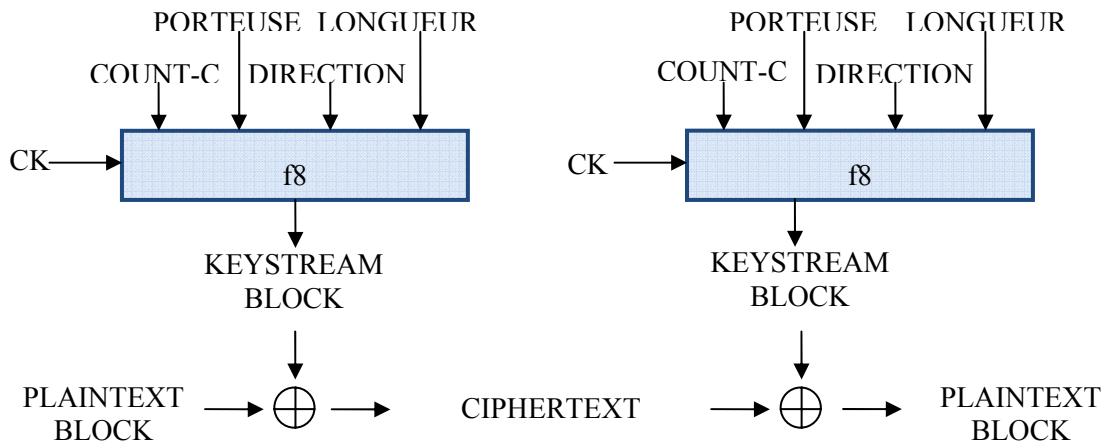 PORTEUSE LONGUEUR
COUNT-C DIRECTION
CK
f8
KEYSTREAM
BLOCK
PLAINTEXT
BLOCK
CIPHERTEXT
PORTEUSE LONGUEUR
COUNT-C DIRECTION
CK
f8
KEYSTREAM
BLOCK
PLAINTEXT
BLOCK